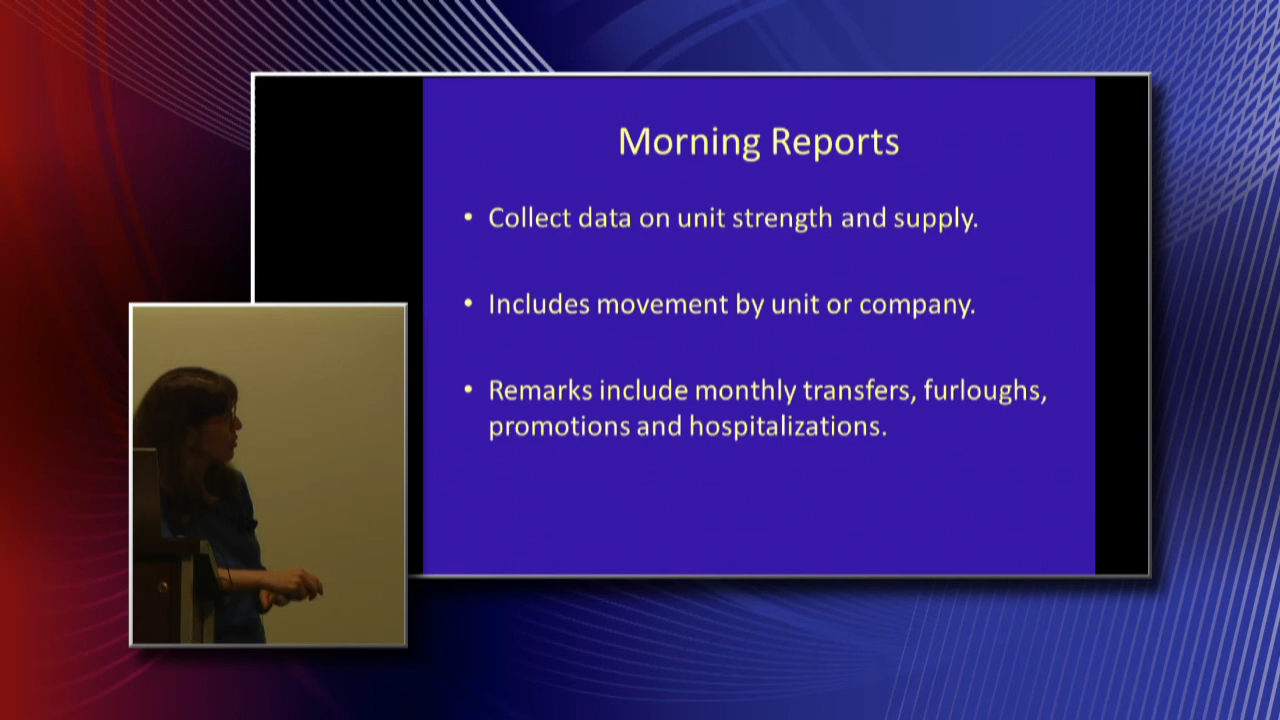 Morning Reports
• Collect data on unit strength and supply.
• Includes movement by unit or company.
• Remarks include monthly transfers, furloughs,
promotions and hospitalizations.